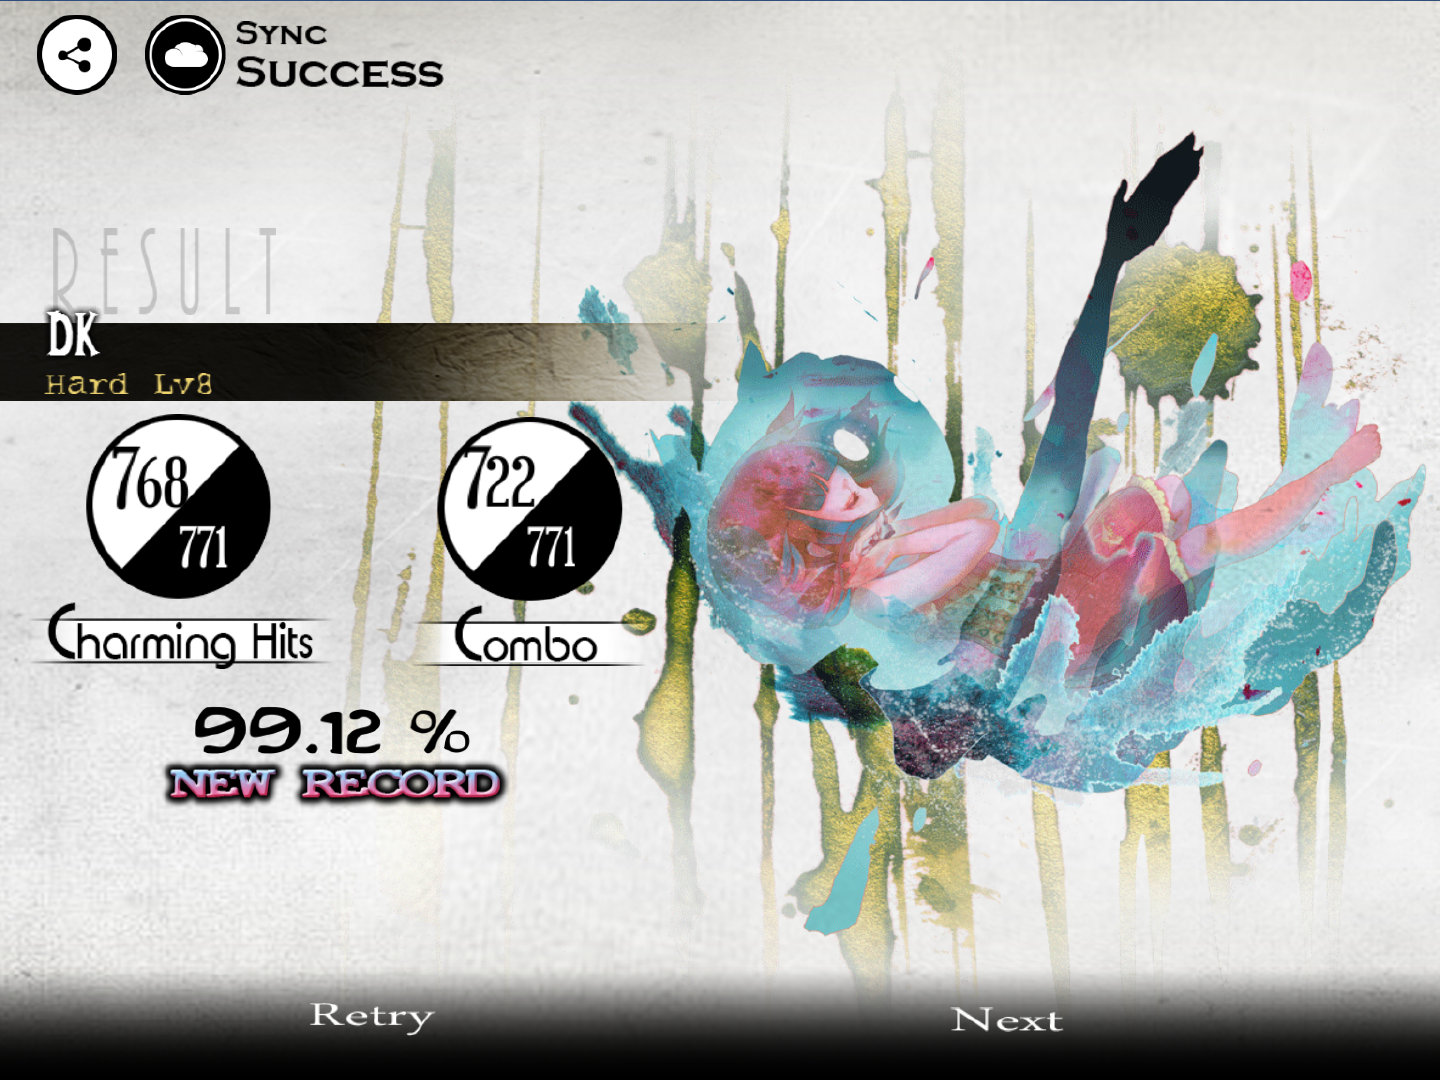 Sync
Success
RESULT
DK
Hard Lv8
768
771
722
771
Charming Hits
Combo
99.12 %
NEW RECORD
Retry
Next